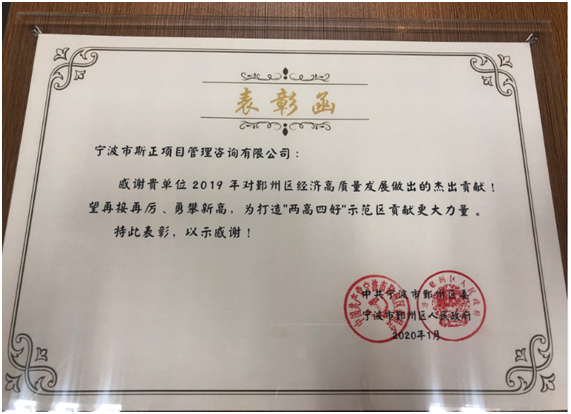 表彰函
宁波市斯正项目管理咨询有限公司：
感谢贵单位2019年对鄞州区经济高质量发展做出的杰出贡献！
望再接再厉、勇攀新高，为打造"两高四好"示范区贡献更大力量。
特此表彰，以示感谢！
中共宁波市鄞州区委
宁波市鄞州区人民政府
2020年1月